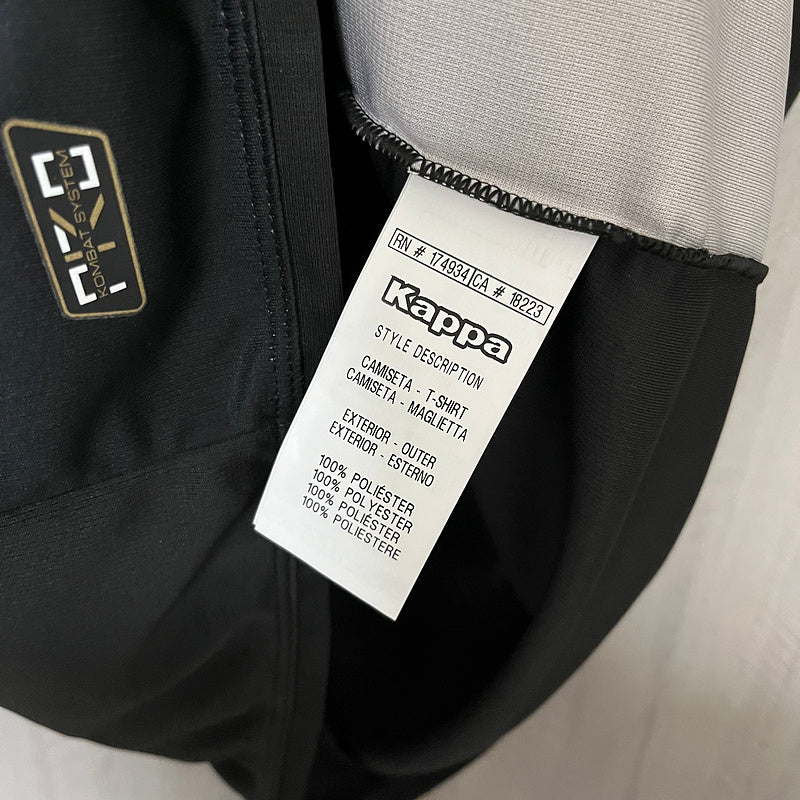 KOMBAT SYSTEM
RN # 174934 CA # 18223
Kappa
STYLE DESCRIPTION
CAMISETA - T-SHIRT
CAMISETA - MAGLIETTA
EXTERIOR - OUTER
EXTERIOR - ESTERNO
100% POLIÉSTER
100% POLYESTER
100% POLIÉSTER
100% POLIESTERE